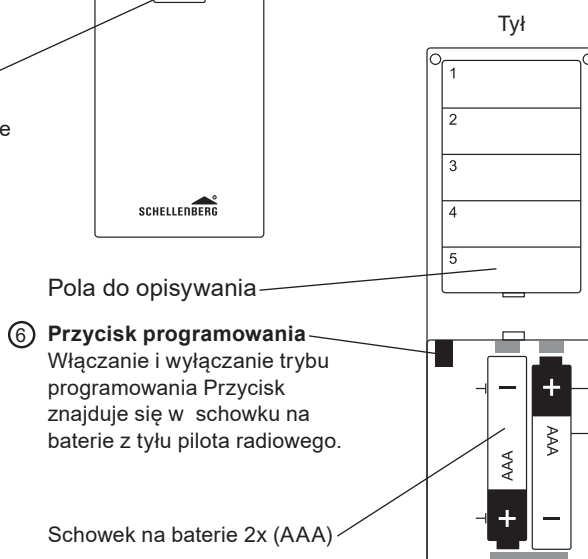 Tył
e
1
2
3
4
5
SCHELLENBERG
Pola do opisywania
6 Przycisk programowania
Włączanie i wyłączanie trybu
programowania Przycisk
znajduje się w schowku na
baterie z tyłu pilota radiowego.
Schowek na baterie 2x (AAA)
− +
AAA AAA
+ −